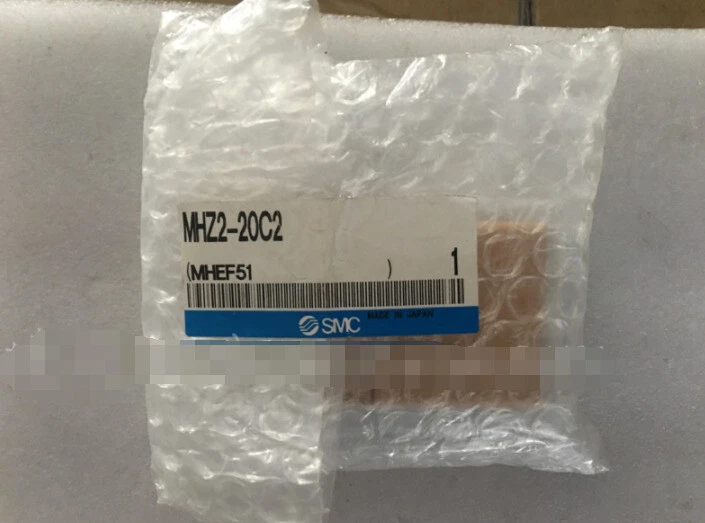 MHZ2-20C2
(MHEF51 ) 1
SMC MADE IN JAPAN